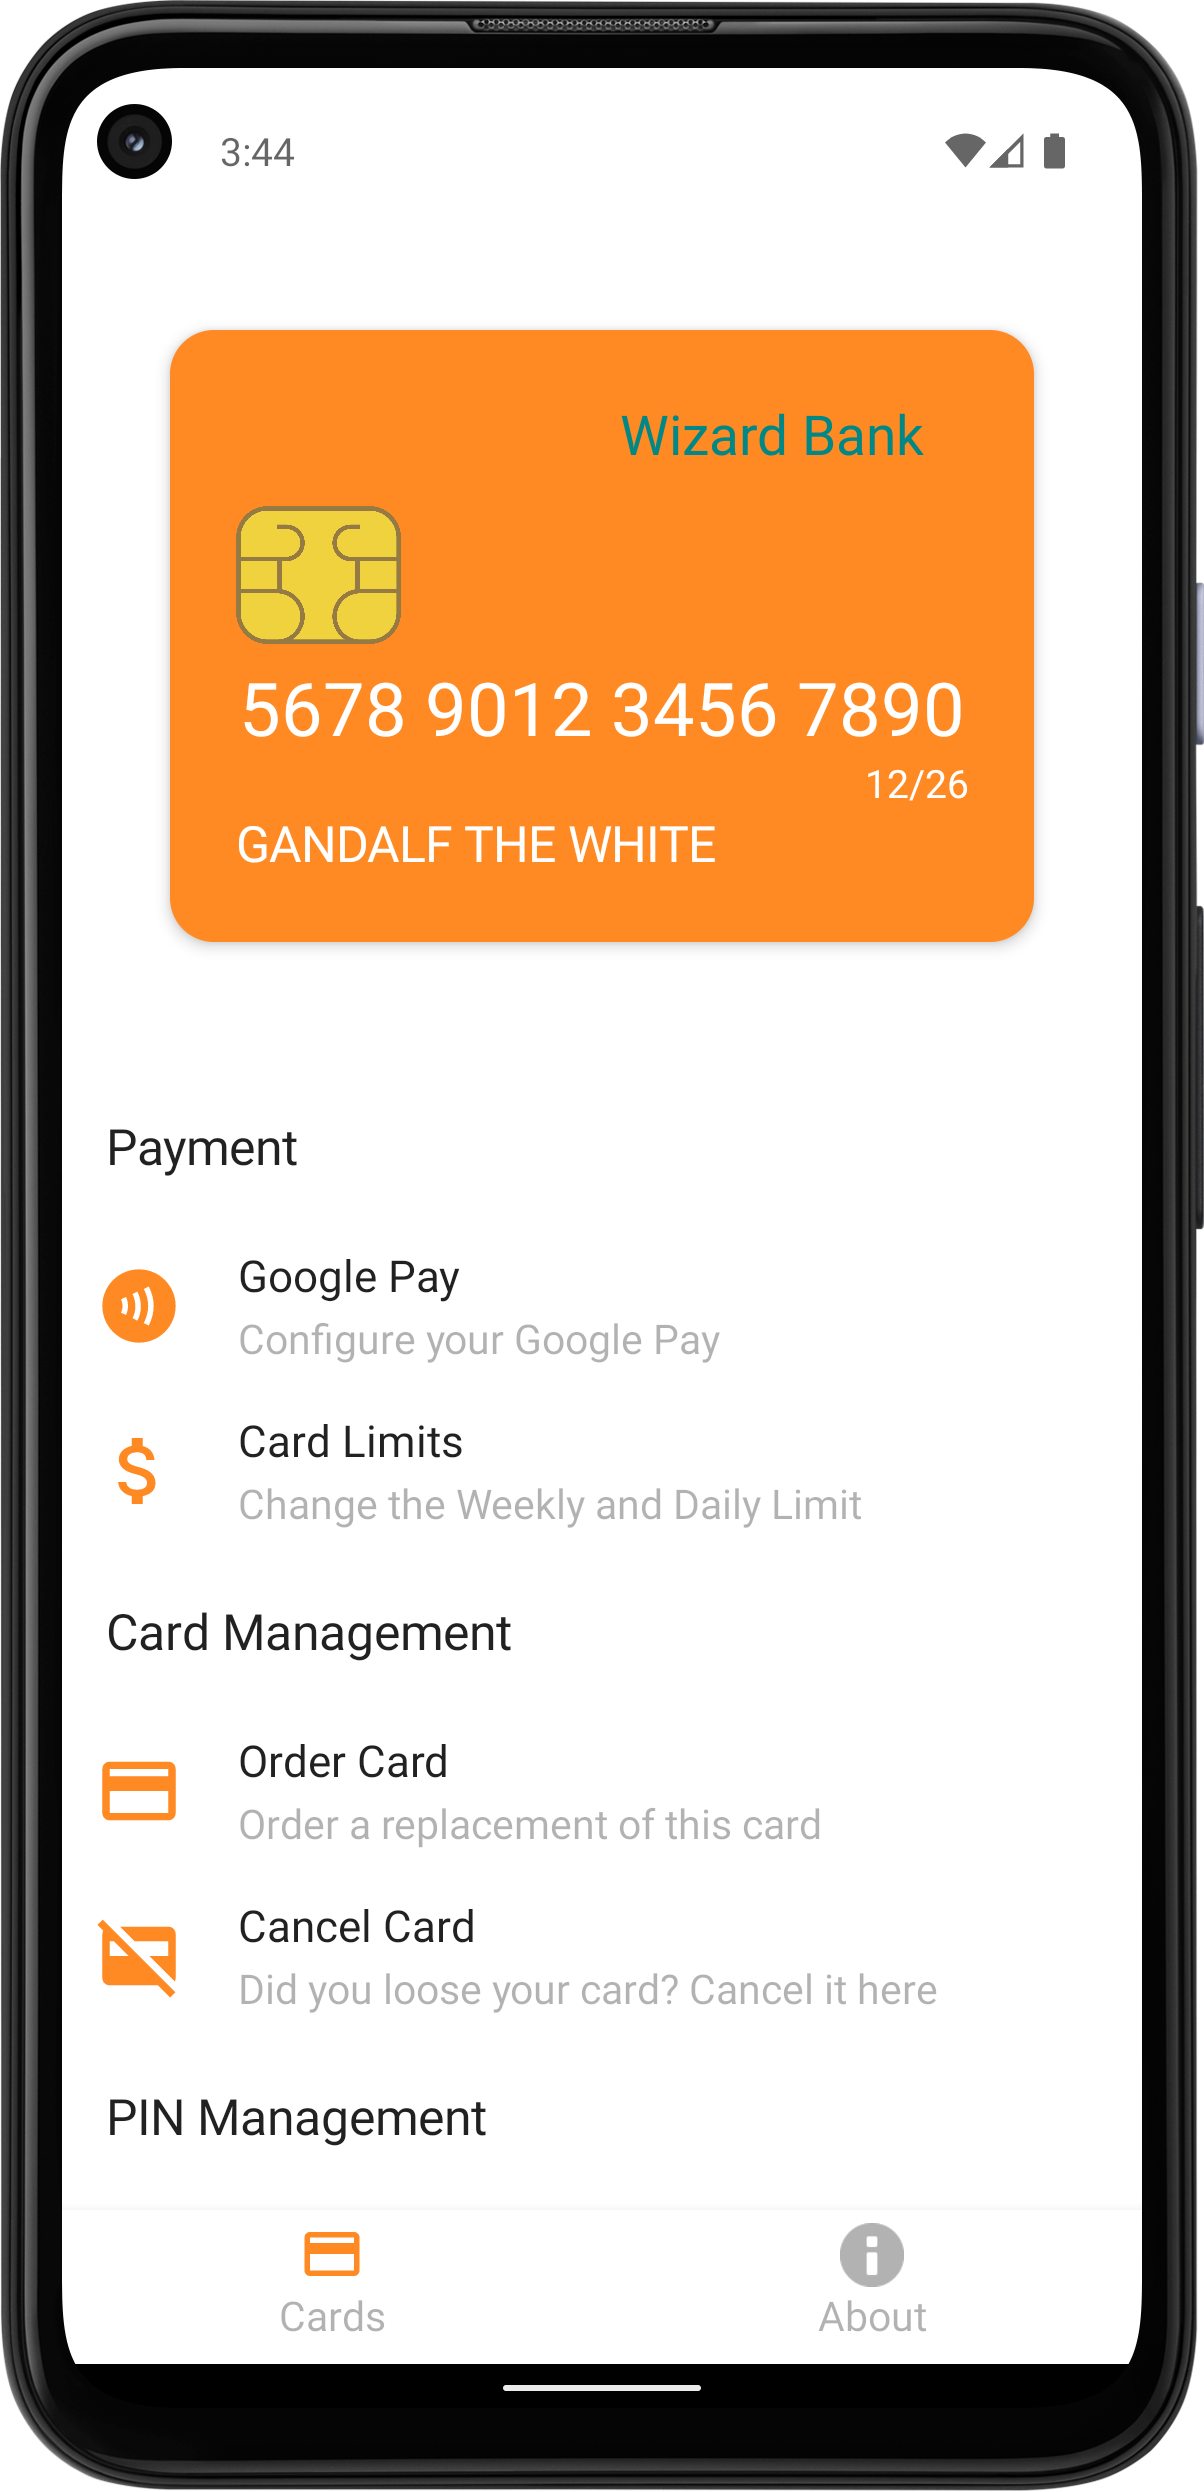 3:44
Wizard Bank
5678 9012 3456 7890
12/26
GANDALF THE WHITE
Payment
Google Pay
Configure your Google Pay
$
Card Limits
Change the Weekly and Daily Limit
Card Management
Order Card
Order a replacement of this card
Cancel Card
Did you loose your card? Cancel it here
PIN Management
Cards
About